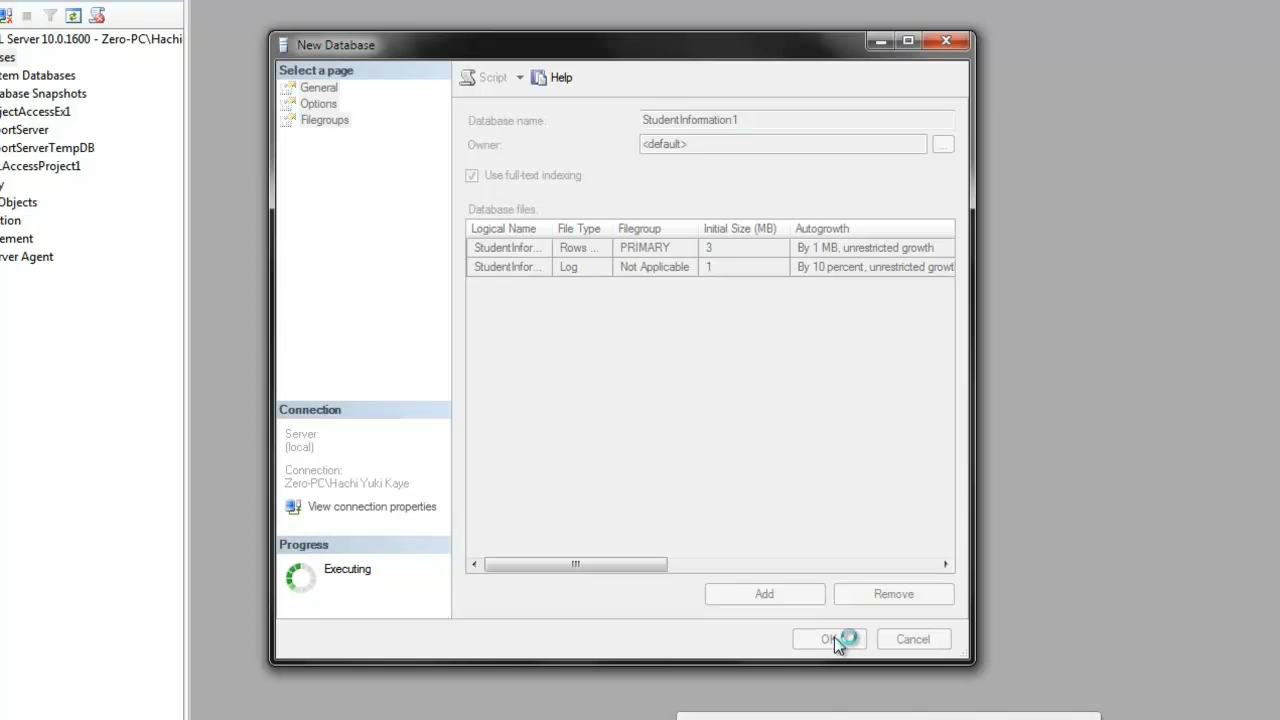 L Server 10.0.1600 - Zero-PC\Hachi
ses
tem Databases
abase Snapshots
jectAccessEx1
ortServer
ortServerTempDB
AccessProject1
y
Objects
tion
ement
rver Agent
New Database
Select a page
General
Options
Filegroups
Script
Help
Database name:
StudentInformation1
Owner:
<default>
...
Use full-text indexing
Database files:
Logical Name File Type Filegroup Initial Size (MB) Autogrowth
StudentInfor... Rows ... PRIMARY 3 By 1 MB, unrestricted growth
StudentInfor... Log Not Applicable 1 By 10 percent, unrestricted growt
Connection
Server:
(local)
Connection:
Zero-PC\Hachi Yuki Kaye
View connection properties
Progress
Executing
Add
Remove
OK
Cancel